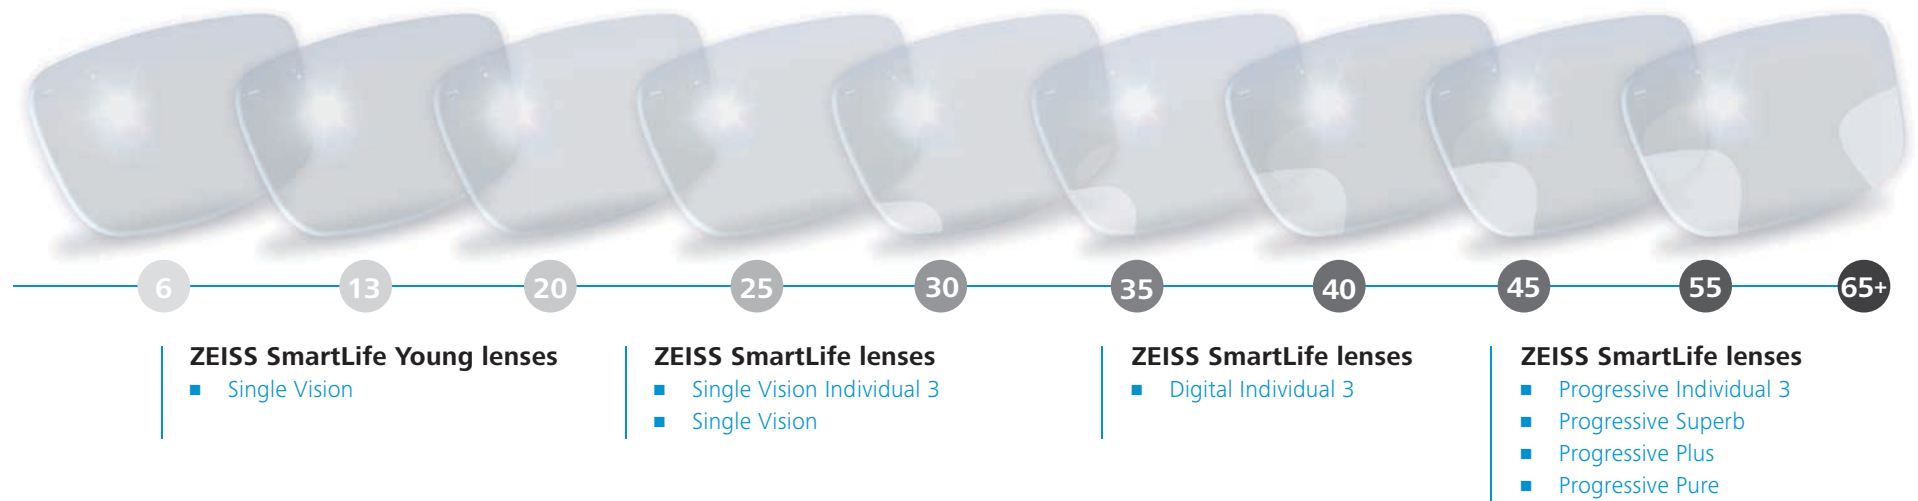 6 13 20 25 30 35 40 45 55 65+
ZEISS SmartLife Young lenses
■ Single Vision
ZEISS SmartLife lenses
■ Single Vision Individual 3
■ Single Vision
ZEISS SmartLife lenses
■ Digital Individual 3
ZEISS SmartLife lenses
■ Progressive Individual 3
■ Progressive Superb
■ Progressive Plus
■ Progressive Pure